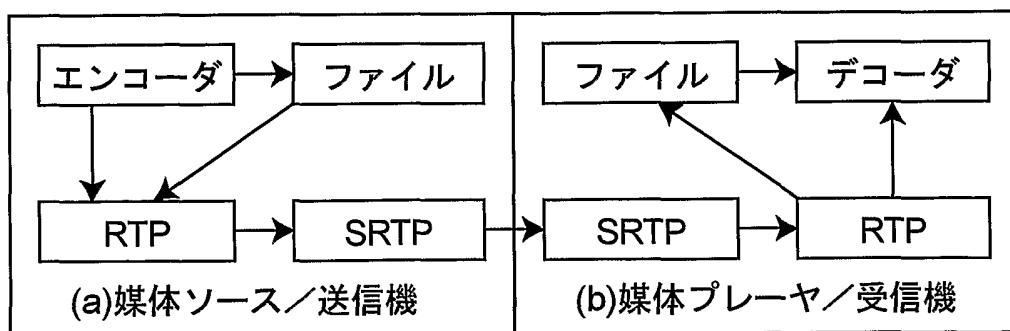 エンコーダ
ファイル
RTP
SRTP
(a)媒体ソース／送信機
ファイル
デコーダ
SRTP
RTP
(b)媒体プレーヤ／受信機